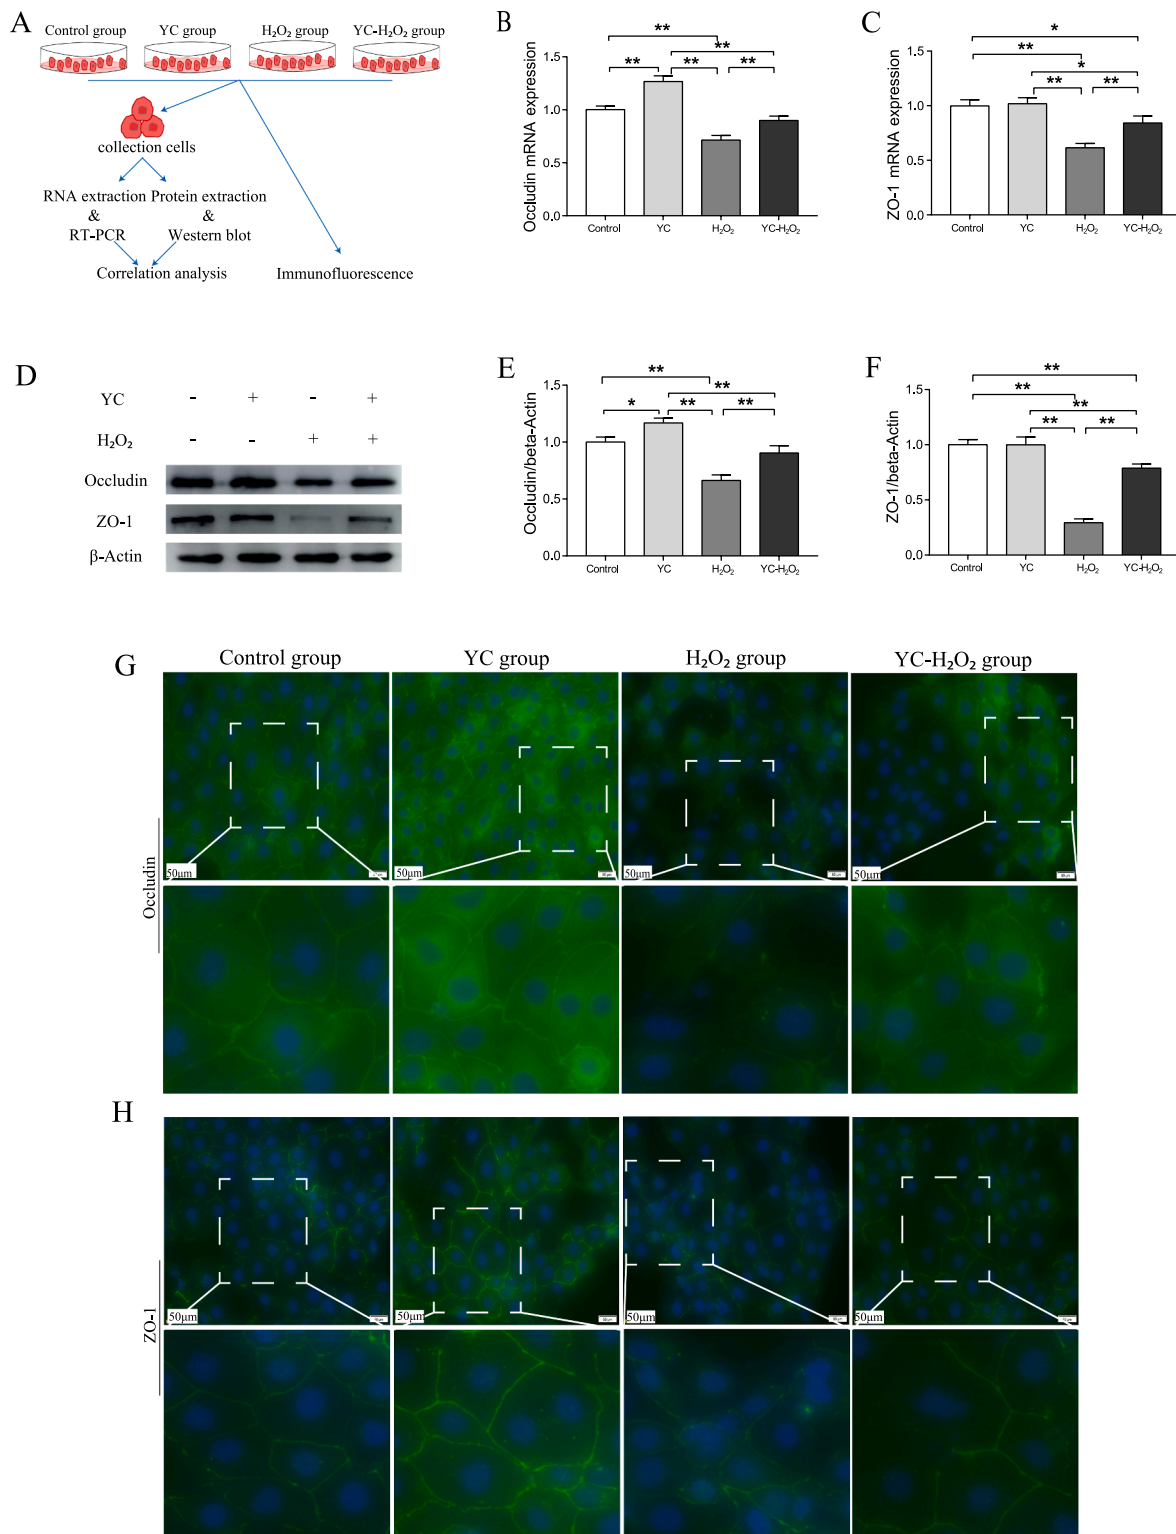 A
Control group YC group H₂O₂ group YC-H₂O₂ group
collection cells
RNA extraction Protein extraction
& &
RT-PCR Western blot
Correlation analysis Immunofluorescence
B
Occludin mRNA expression
1.5
1.0
0.5
0.0
** ** ** ** **
Control YC H₂O₂ YC-H₂O₂
C
ZO-1 mRNA expression
1.5
1.0
0.5
0.0
* ** * ** **
Control YC H₂O₂ YC-H₂O₂
D
YC - + - +
H₂O₂ - - + +
Occludin
ZO-1
β-Actin
E
Occludin/beta-Actin
1.5
1.0
0.5
0.0
** ** * ** **
Control YC H₂O₂ YC-H₂O₂
F
ZO-1/beta-Actin
1.5
1.0
0.5
0.0
** ** ** ** **
Control YC H₂O₂ YC-H₂O₂
G
Control group YC group H₂O₂ group YC-H₂O₂ group
Occludin
50μm 50μm 50μm 50μm
H
ZO-1
50μm 50μm 50μm 50μm